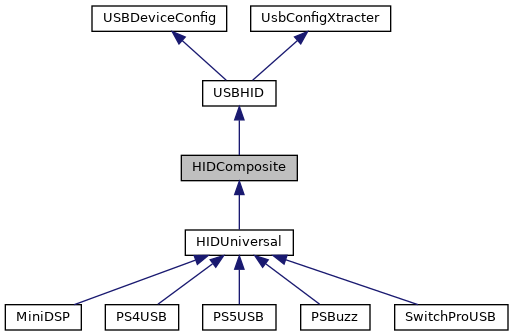 USBDeviceConfig
UsbConfigXtracter
USBHID
HIDComposite
HIDUniversal
MiniDSP
PS4USB
PS5USB
PSBuzz
SwitchProUSB